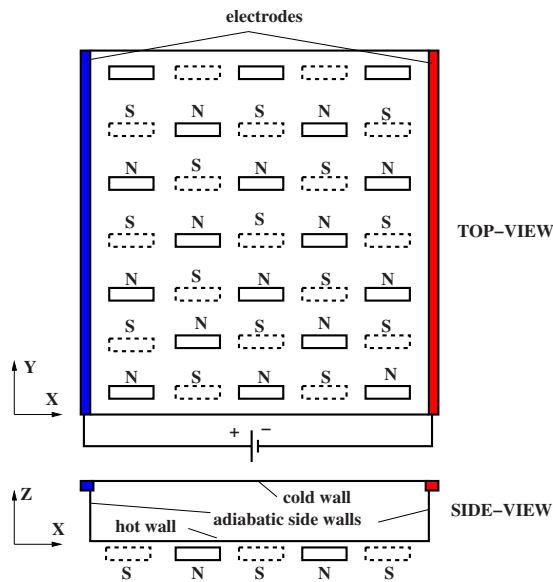 electrodes
S N S N S
N S N S N
S N S N S
N S N S N
S N S N S
N S N S N
TOP–VIEW
Y
X
+ –
Z
X
cold wall
adiabatic side walls
hot wall
SIDE–VIEW
S N S N S